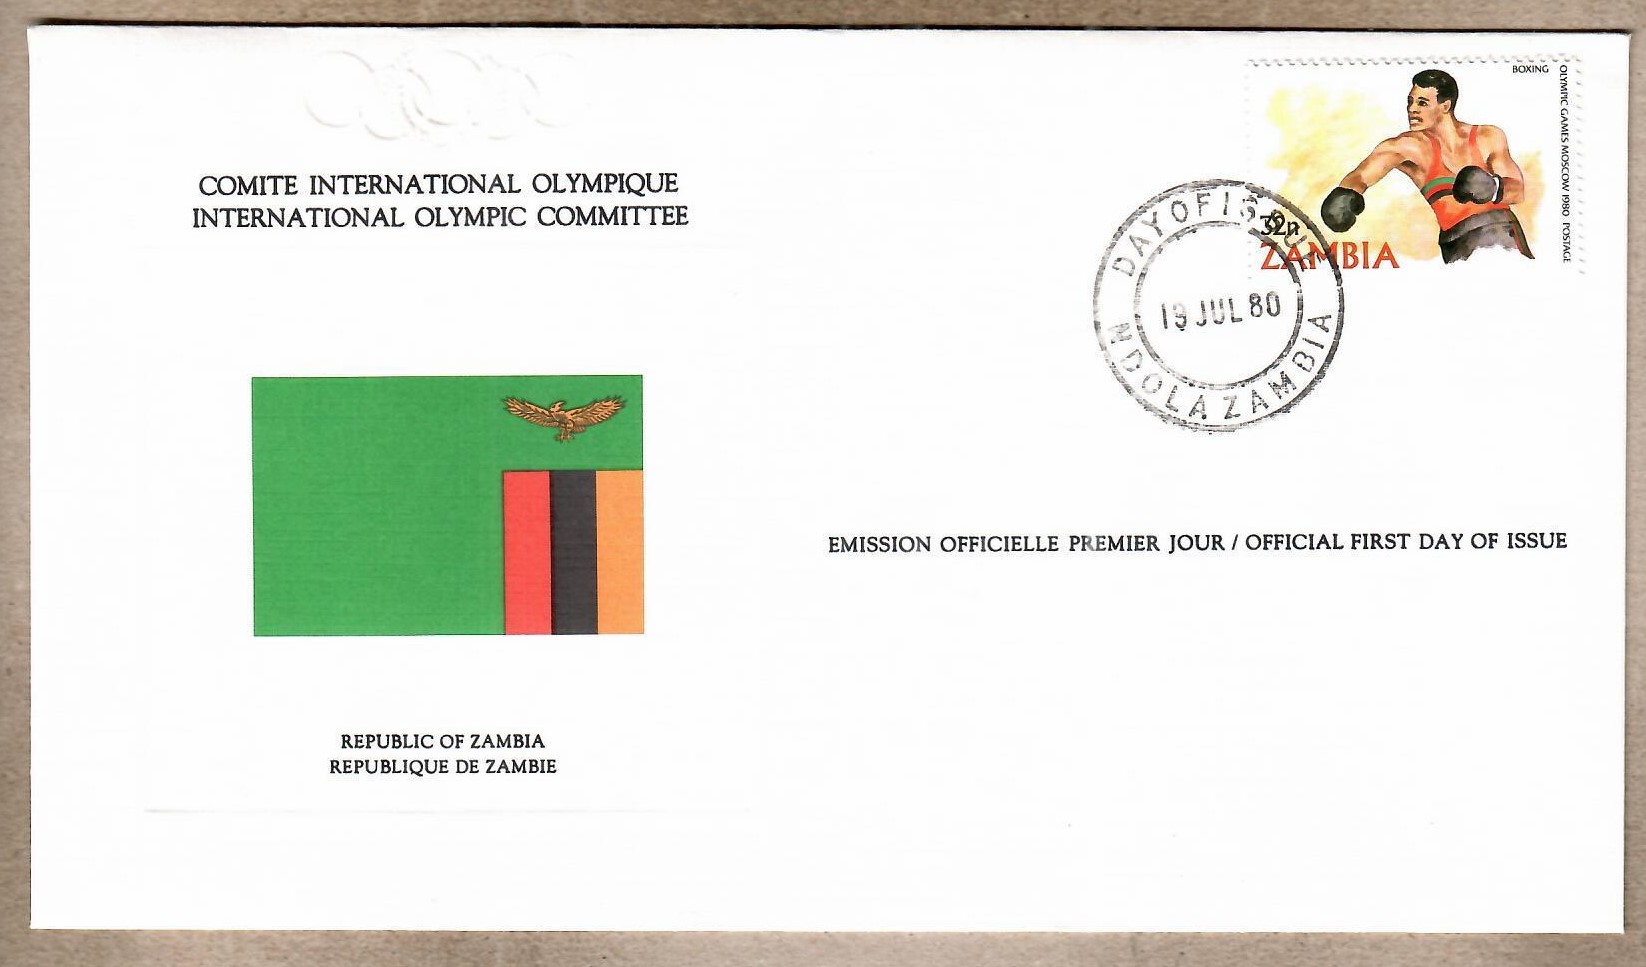 COMITE INTERNATIONAL OLYMPIQUE
INTERNATIONAL OLYMPIC COMMITTEE
BOXING
OLYMPIC GAMES MOSCOW 1980 POSTAGE
32n
ZAMBIA
DAY OF ISSUE
19 JUL 80
NDOLA ZAMBIA
EMISSION OFFICIELLE PREMIER JOUR / OFFICIAL FIRST DAY OF ISSUE
REPUBLIC OF ZAMBIA
REPUBLIQUE DE ZAMBIE